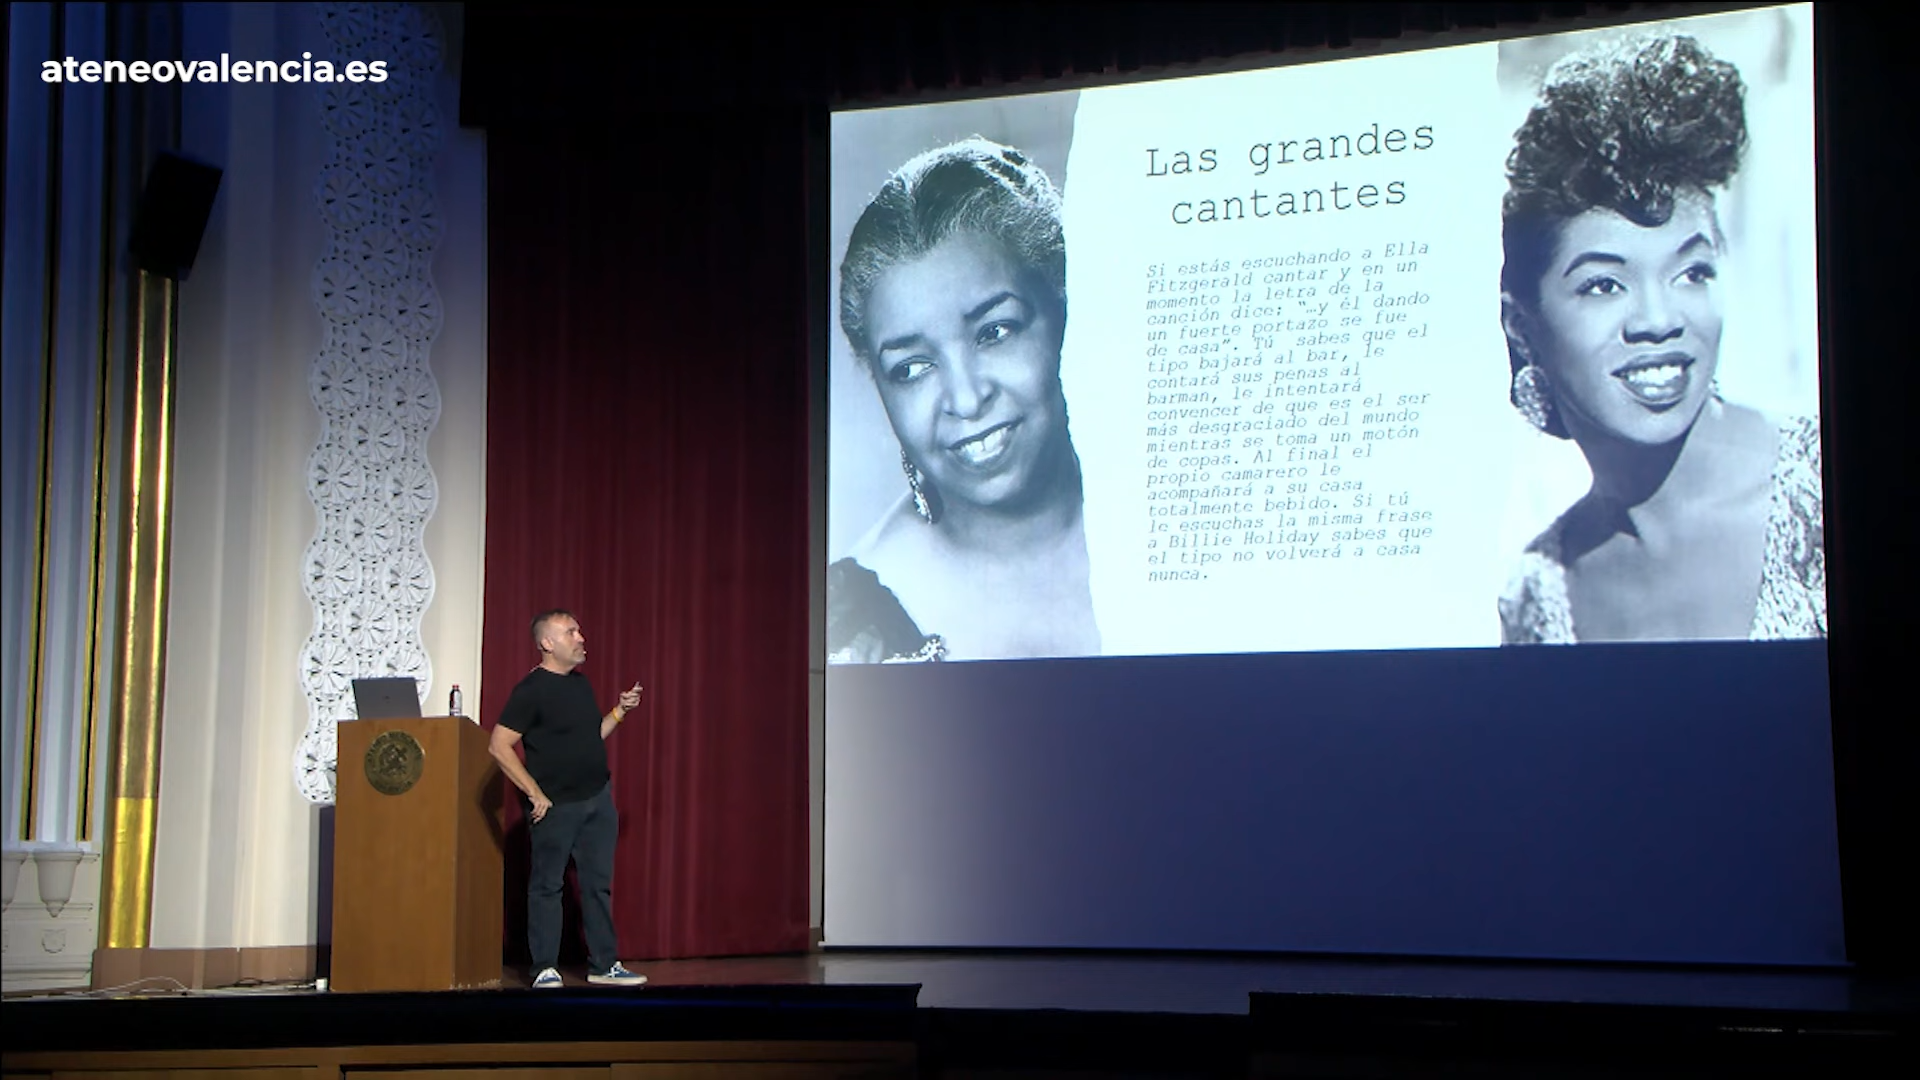 ateneovalencia.es
Las grandes
cantantes
Si estás escuchando a Ella
Fitzgerald cantar y en un
momento la letra de la
canción dice: "…y él dando
un fuerte portazo se fue
de casa". Tú sabes que el
tipo bajará al bar, le
contará sus penas al
barman, le intentará
convencer de que es el ser
más desgraciado del mundo
mientras se toma un motón
de copas. Al final el
propio camarero le
acompañará a su casa
totalmente bebido. Si tú
le escuchas la misma frase
a Billie Holiday sabes que
el tipo no volverá a casa
nunca.